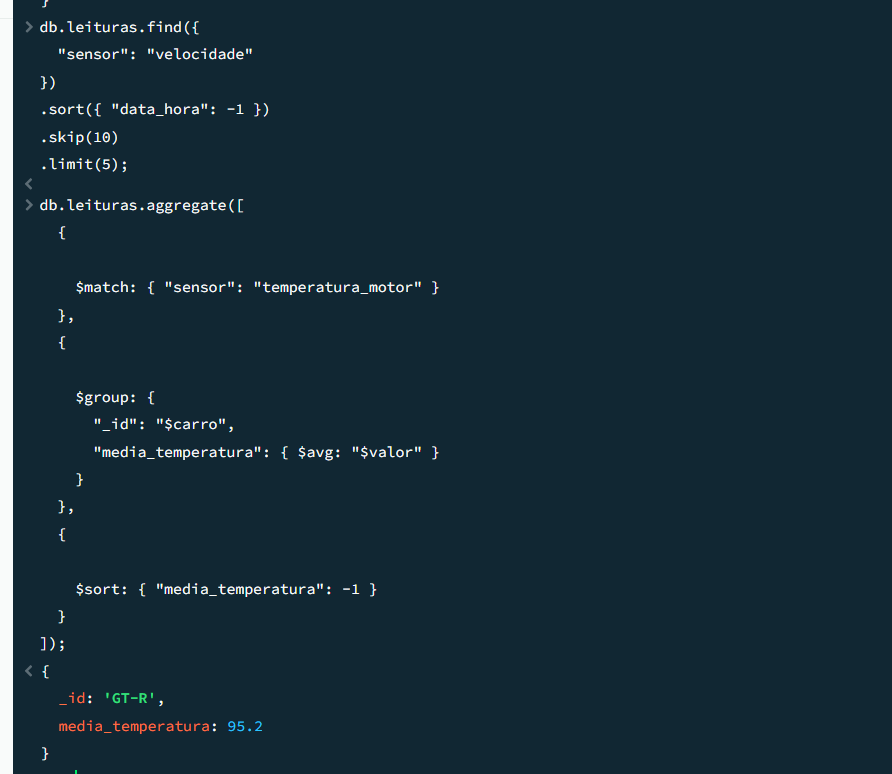 }
> db.leituras.find({
"sensor": "velocidade"
})
.sort({ "data_hora": -1 })
.skip(10)
.limit(5);
<
> db.leituras.aggregate([
{
$match: { "sensor": "temperatura_motor" }
},
{
$group: {
"_id": "$carro",
"media_temperatura": { $avg: "$valor" }
}
},
{
$sort: { "media_temperatura": -1 }
}
]);
< {
_id: 'GT-R',
media_temperatura: 95.2
}